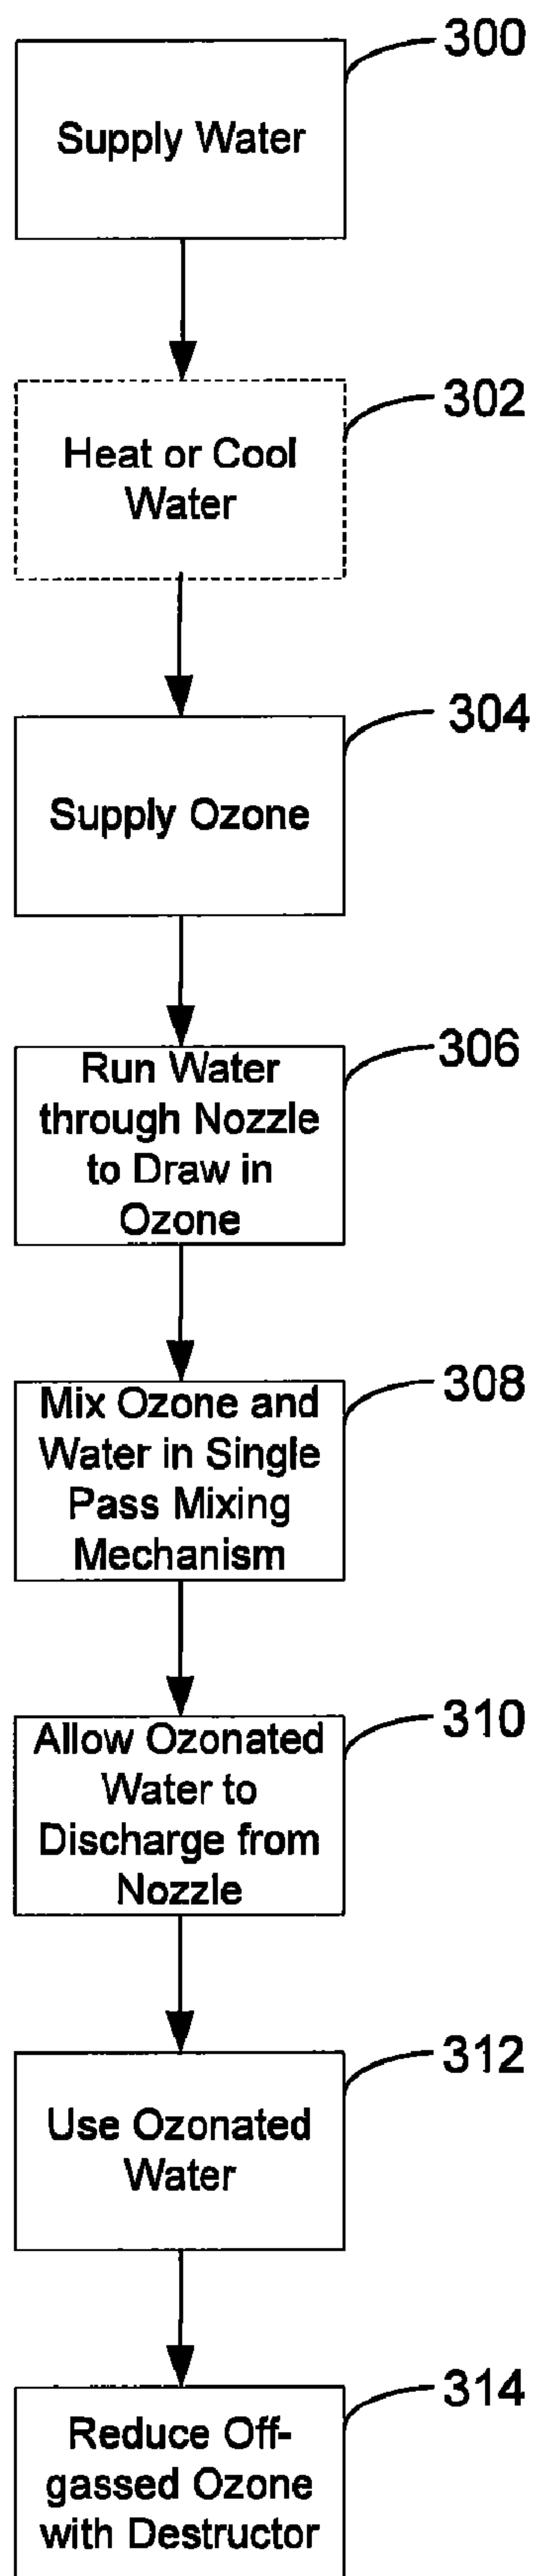 300
Supply Water
302
Heat or Cool
Water
304
Supply Ozone
306
Run Water
through Nozzle
to Draw in
Ozone
308
Mix Ozone and
Water in Single
Pass Mixing
Mechanism
310
Allow Ozonated
Water to
Discharge from
Nozzle
312
Use Ozonated
Water
314
Reduce Off-
gassed Ozone
with Destructor